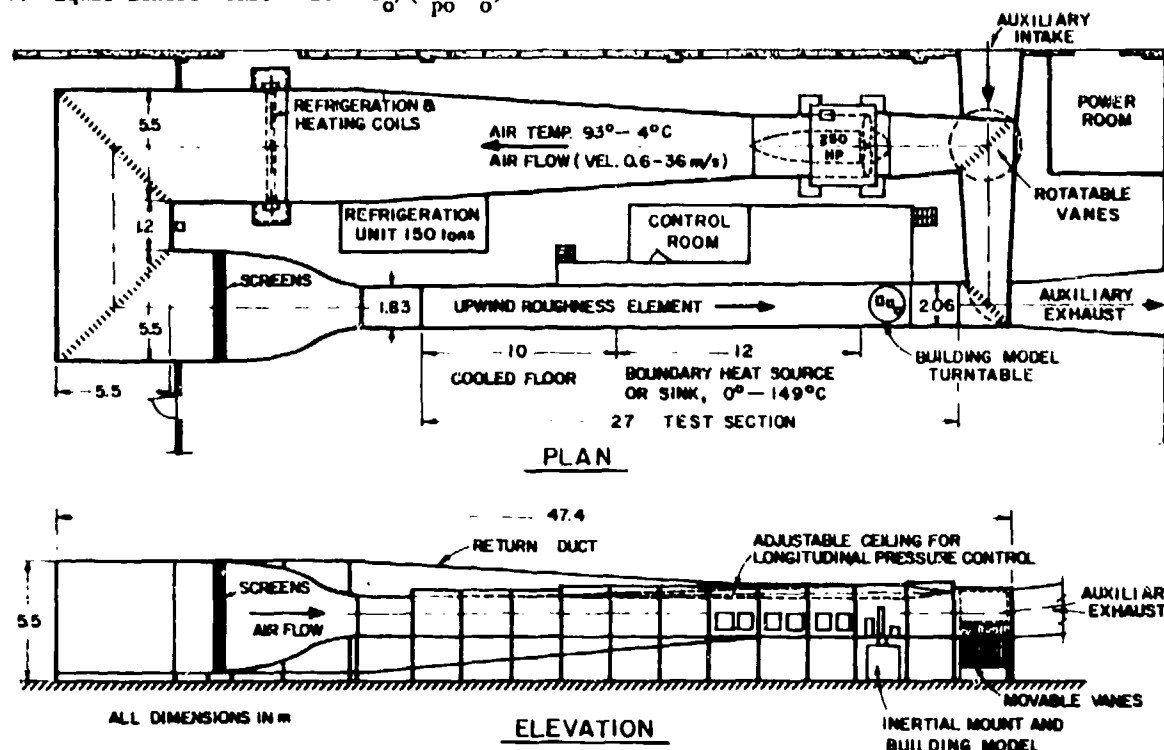 AUXILIARY
INTAKE
POWER
ROOM
REFRIGERATION &
HEATING COILS
5.5
AIR TEMP. 93°– 4°C
AIR FLOW (VEL. 0.6-36 m/s)
250
HP
ROTATABLE
VANES
1.2
REFRIGERATION
UNIT 150 tons
CONTROL
ROOM
SCREENS
1.83
UPWIND ROUGHNESS ELEMENT
2.06
AUXILIARY
EXHAUST
5.5
10
12
BUILDING MODEL
TURNTABLE
COOLED FLOOR
BOUNDARY HEAT SOURCE
OR SINK, 0°–149°C
5.5
27 TEST SECTION
PLAN
47.4
RETURN DUCT
ADJUSTABLE CEILING FOR
LONGITUDINAL PRESSURE CONTROL
SCREENS
AIR FLOW
5.5
AUXILIARY
EXHAUST
MOVABLE VANES
ALL DIMENSIONS IN m
ELEVATION
INERTIAL MOUNT AND
BUILDING MODEL